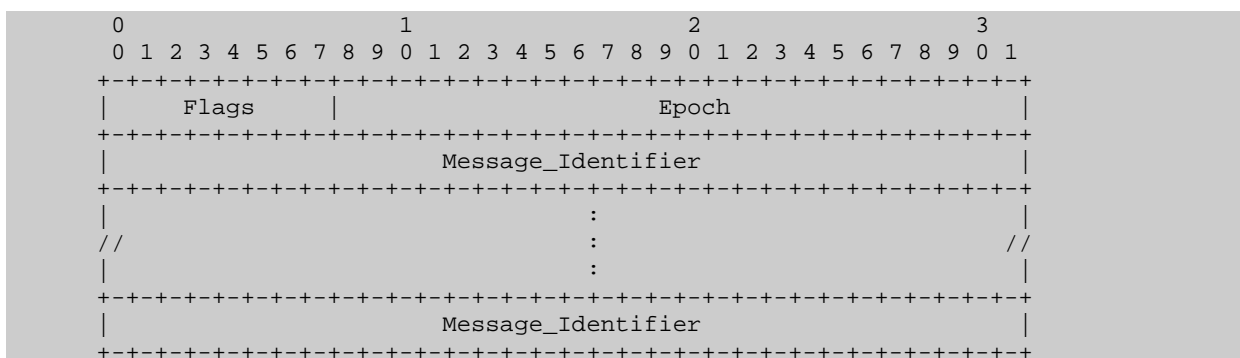 0                   1                   2                   3
 0 1 2 3 4 5 6 7 8 9 0 1 2 3 4 5 6 7 8 9 0 1 2 3 4 5 6 7 8 9 0 1
+-+-+-+-+-+-+-+-+-+-+-+-+-+-+-+-+-+-+-+-+-+-+-+-+-+-+-+-+-+-+-+-+
|     Flags     |                      Epoch                    |
+-+-+-+-+-+-+-+-+-+-+-+-+-+-+-+-+-+-+-+-+-+-+-+-+-+-+-+-+-+-+-+-+
|                       Message_Identifier                      |
+-+-+-+-+-+-+-+-+-+-+-+-+-+-+-+-+-+-+-+-+-+-+-+-+-+-+-+-+-+-+-+-+
|                                 :                             |
//                                :                            //
|                                 :                             |
+-+-+-+-+-+-+-+-+-+-+-+-+-+-+-+-+-+-+-+-+-+-+-+-+-+-+-+-+-+-+-+-+
|                       Message_Identifier                      |
+-+-+-+-+-+-+-+-+-+-+-+-+-+-+-+-+-+-+-+-+-+-+-+-+-+-+-+-+-+-+-+-+